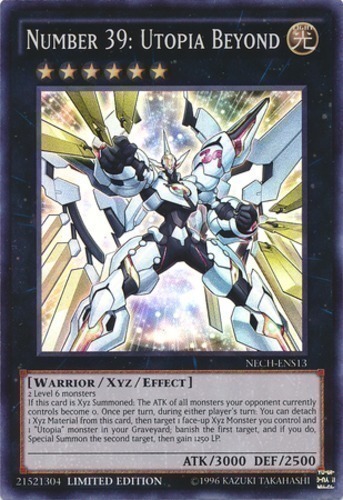 NUMBER 39: UTOPIA BEYOND
光
39
NECH-ENS13
[WARRIOR/XYZ/EFFECT]
2 Level 6 monsters
If this card is Xyz Summoned: The ATK of all monsters your opponent currently
controls become 0. Once per turn, during either player's turn: You can detach
1 Xyz Material from this card, then target 1 face-up Xyz Monster you control and
1 "Utopia" monster in your Graveyard; banish the first target, and if you do,
Special Summon the second target, then gain 1250 LP.
ATK/3000 DEF/2500
21521304 LIMITED EDITION ©1996 KAZUKI TAKAHASHI